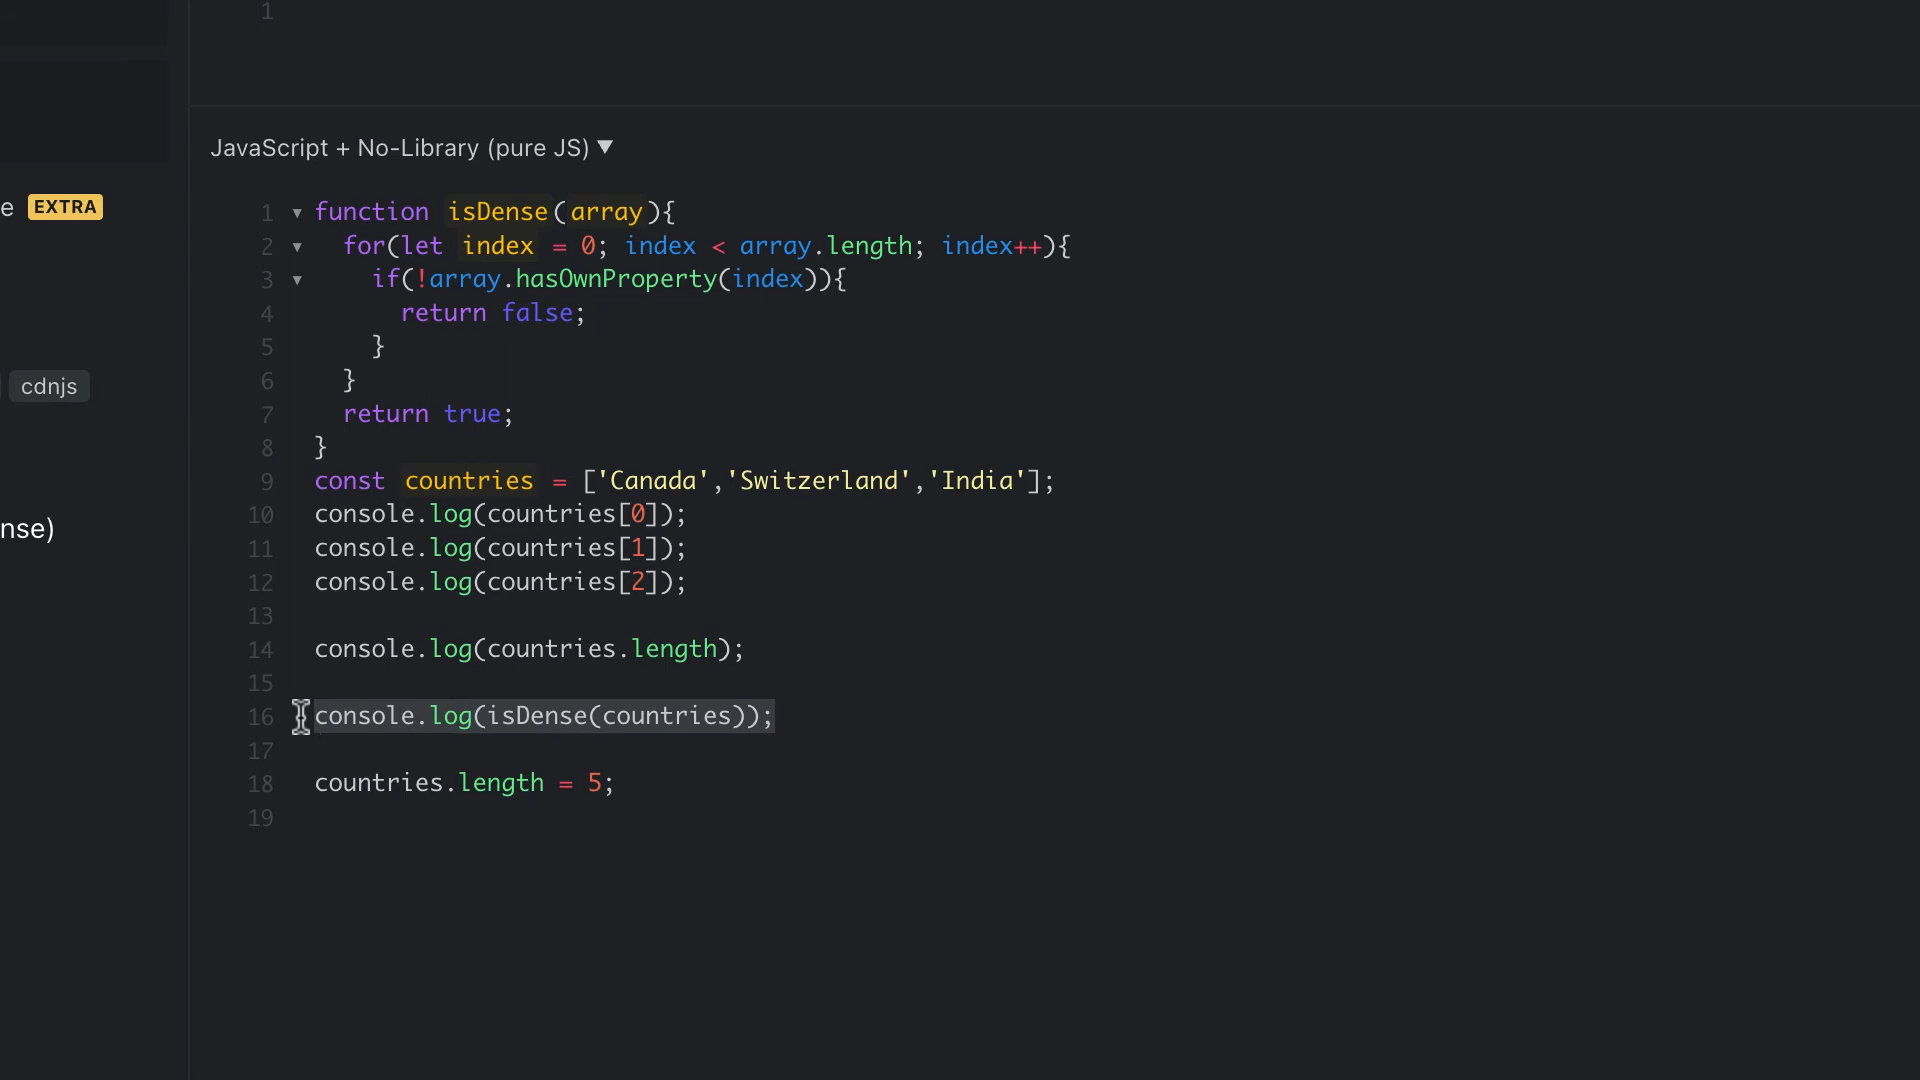 1
JavaScript + No-Library (pure JS) ▼
e EXTRA
cdnjs
nse)
1 ▾ function isDense(array){
2 ▾ for(let index = 0; index < array.length; index++){
3 ▾ if(!array.hasOwnProperty(index)){
4 return false;
5 }
6 }
7 return true;
8 }
9 const countries = ['Canada','Switzerland','India'];
10 console.log(countries[0]);
11 console.log(countries[1]);
12 console.log(countries[2]);
13
14 console.log(countries.length);
15
16 console.log(isDense(countries));
17
18 countries.length = 5;
19